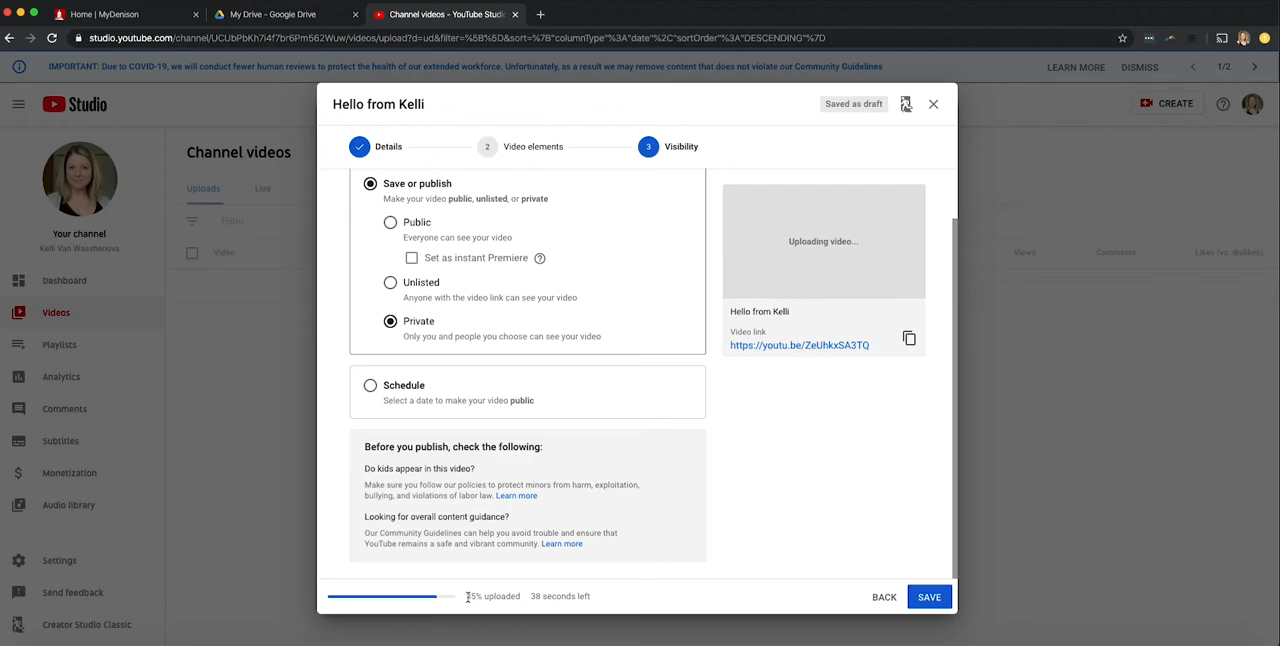 Home | MyDenison
My Drive - Google Drive
Channel videos - YouTube Studi
studio.youtube.com/channel/UCUbPbKh7i4f7br6Pm562Wuw/videos/upload?d=ud&filter=%5B%5D&sort=%7B"columnType"%3A"date"%2C"sortOrder"%3A"DESCENDING"%7D
IMPORTANT: Due to COVID-19, we will conduct fewer human reviews to protect the health of our extended workforce. Unfortunately, as a result we may remove content that does not violate our Community Guidelines
LEARN MORE
DISMISS
1/2
Studio
CREATE
Your channel
Kelli Van Wasshenova
Dashboard
Videos
Playlists
Analytics
Comments
Subtitles
Monetization
Audio library
Settings
Send feedback
Creator Studio Classic
Channel videos
Uploads
Live
Filter
Video
Views
Comments
Likes (vs. dislikes)
Hello from Kelli
Saved as draft
Details
2
Video elements
3
Visibility
Save or publish
Make your video public, unlisted, or private
Public
Everyone can see your video
Set as instant Premiere
Unlisted
Anyone with the video link can see your video
Private
Only you and people you choose can see your video
Schedule
Select a date to make your video public
Before you publish, check the following:
Do kids appear in this video?
Make sure you follow our policies to protect minors from harm, exploitation,
bullying, and violations of labor law. Learn more
Looking for overall content guidance?
Our Community Guidelines can help you avoid trouble and ensure that
YouTube remains a safe and vibrant community. Learn more
Uploading video...
Hello from Kelli
Video link
https://youtu.be/ZeUhkxSA3TQ
uploaded
38 seconds left
BACK
SAVE